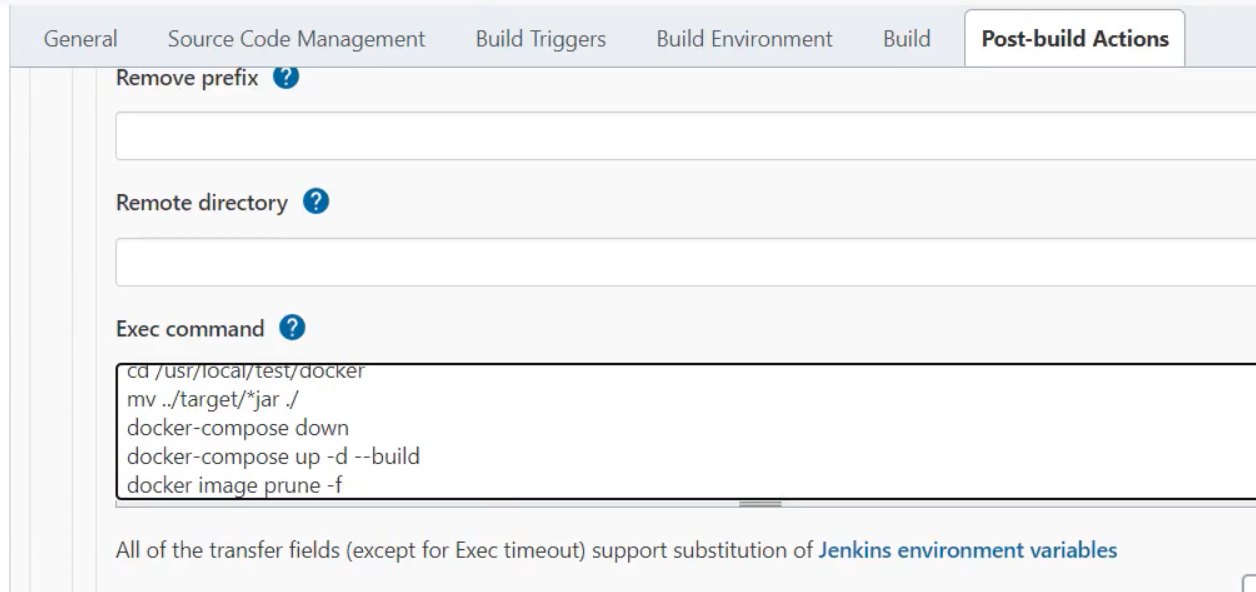 General Source Code Management Build Triggers Build Environment Build Post-build Actions
Remove prefix ?
Remote directory ?
Exec command ?
cd /usr/local/test/docker
mv ../target/*jar ./
docker-compose down
docker-compose up -d --build
docker image prune -f
All of the transfer fields (except for Exec timeout) support substitution of Jenkins environment variables